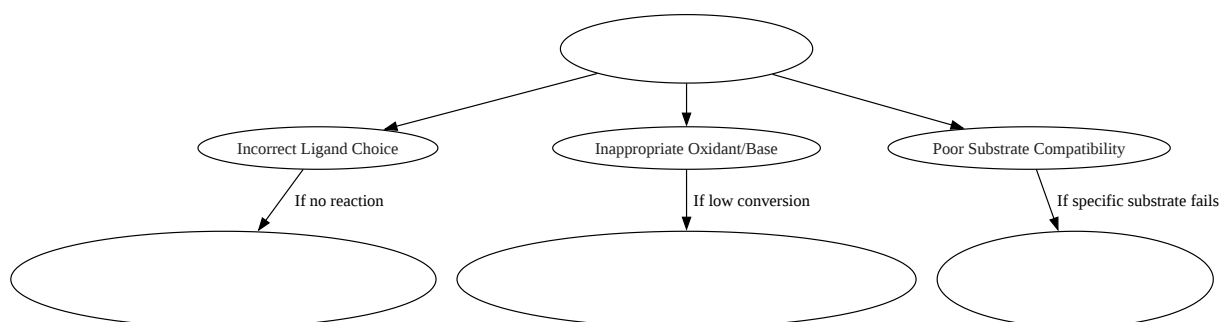 Incorrect Ligand Choice
Inappropriate Oxidant/Base
Poor Substrate Compatibility
If no reaction
If low conversion
If specific substrate fails